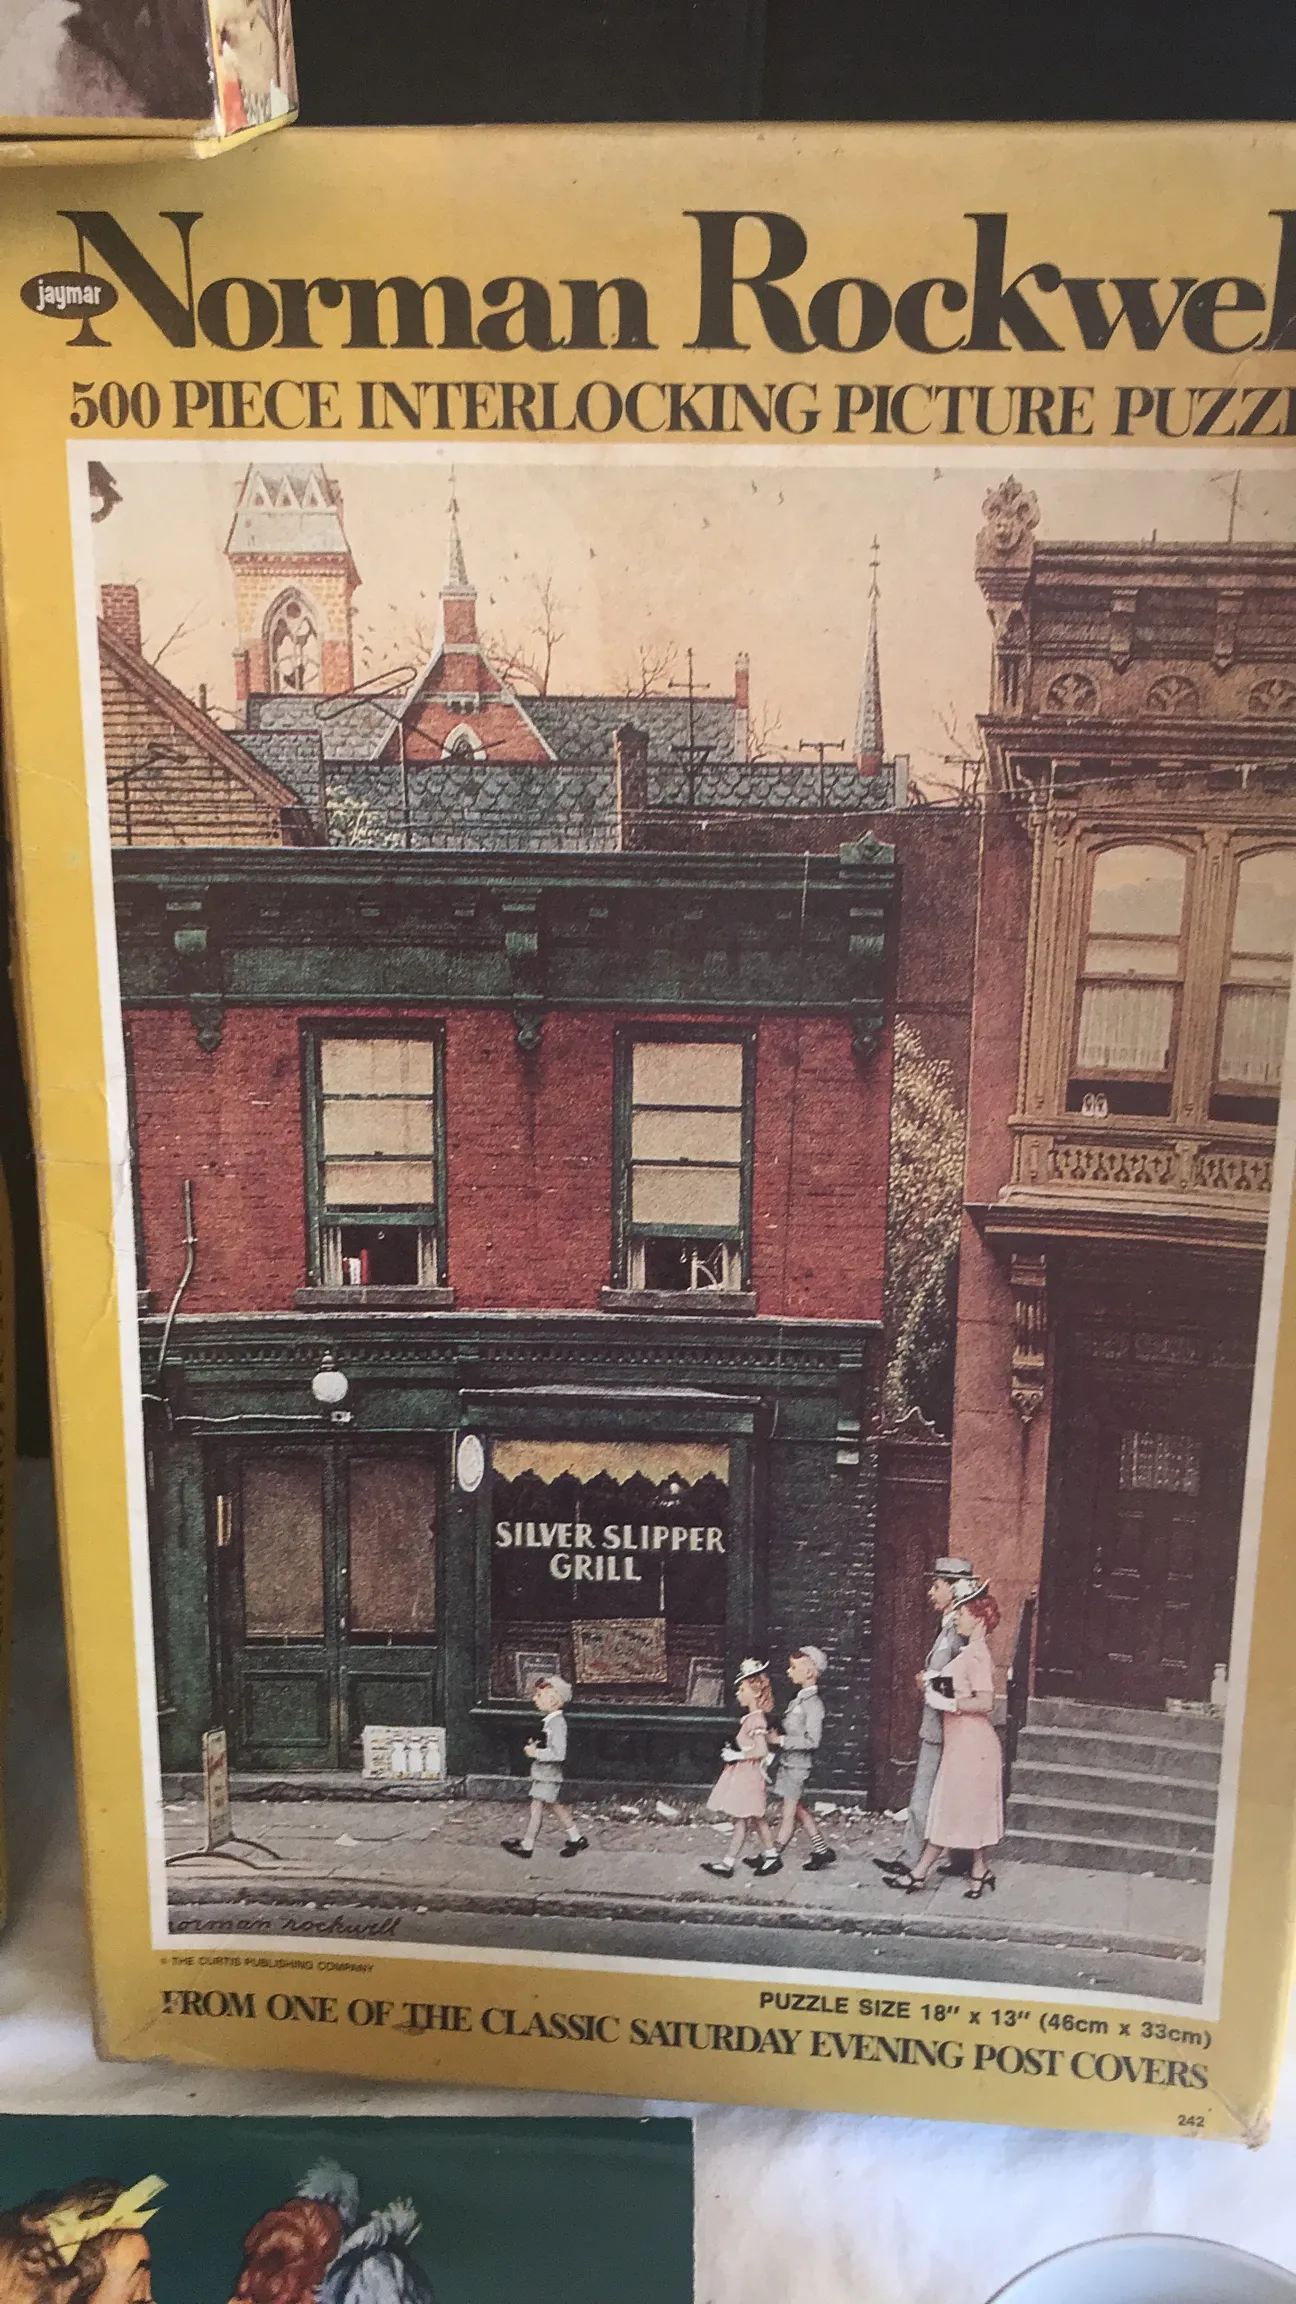 jaymar
Norman Rockwel
500 PIECE INTERLOCKING PICTURE PUZZL
SILVER SLIPPER
GRILL
norman rockwell
© THE CURTIS PUBLISHING COMPANY
PUZZLE SIZE 18" x 13" (46cm x 33cm)
FROM ONE OF THE CLASSIC SATURDAY EVENING POST COVERS
242